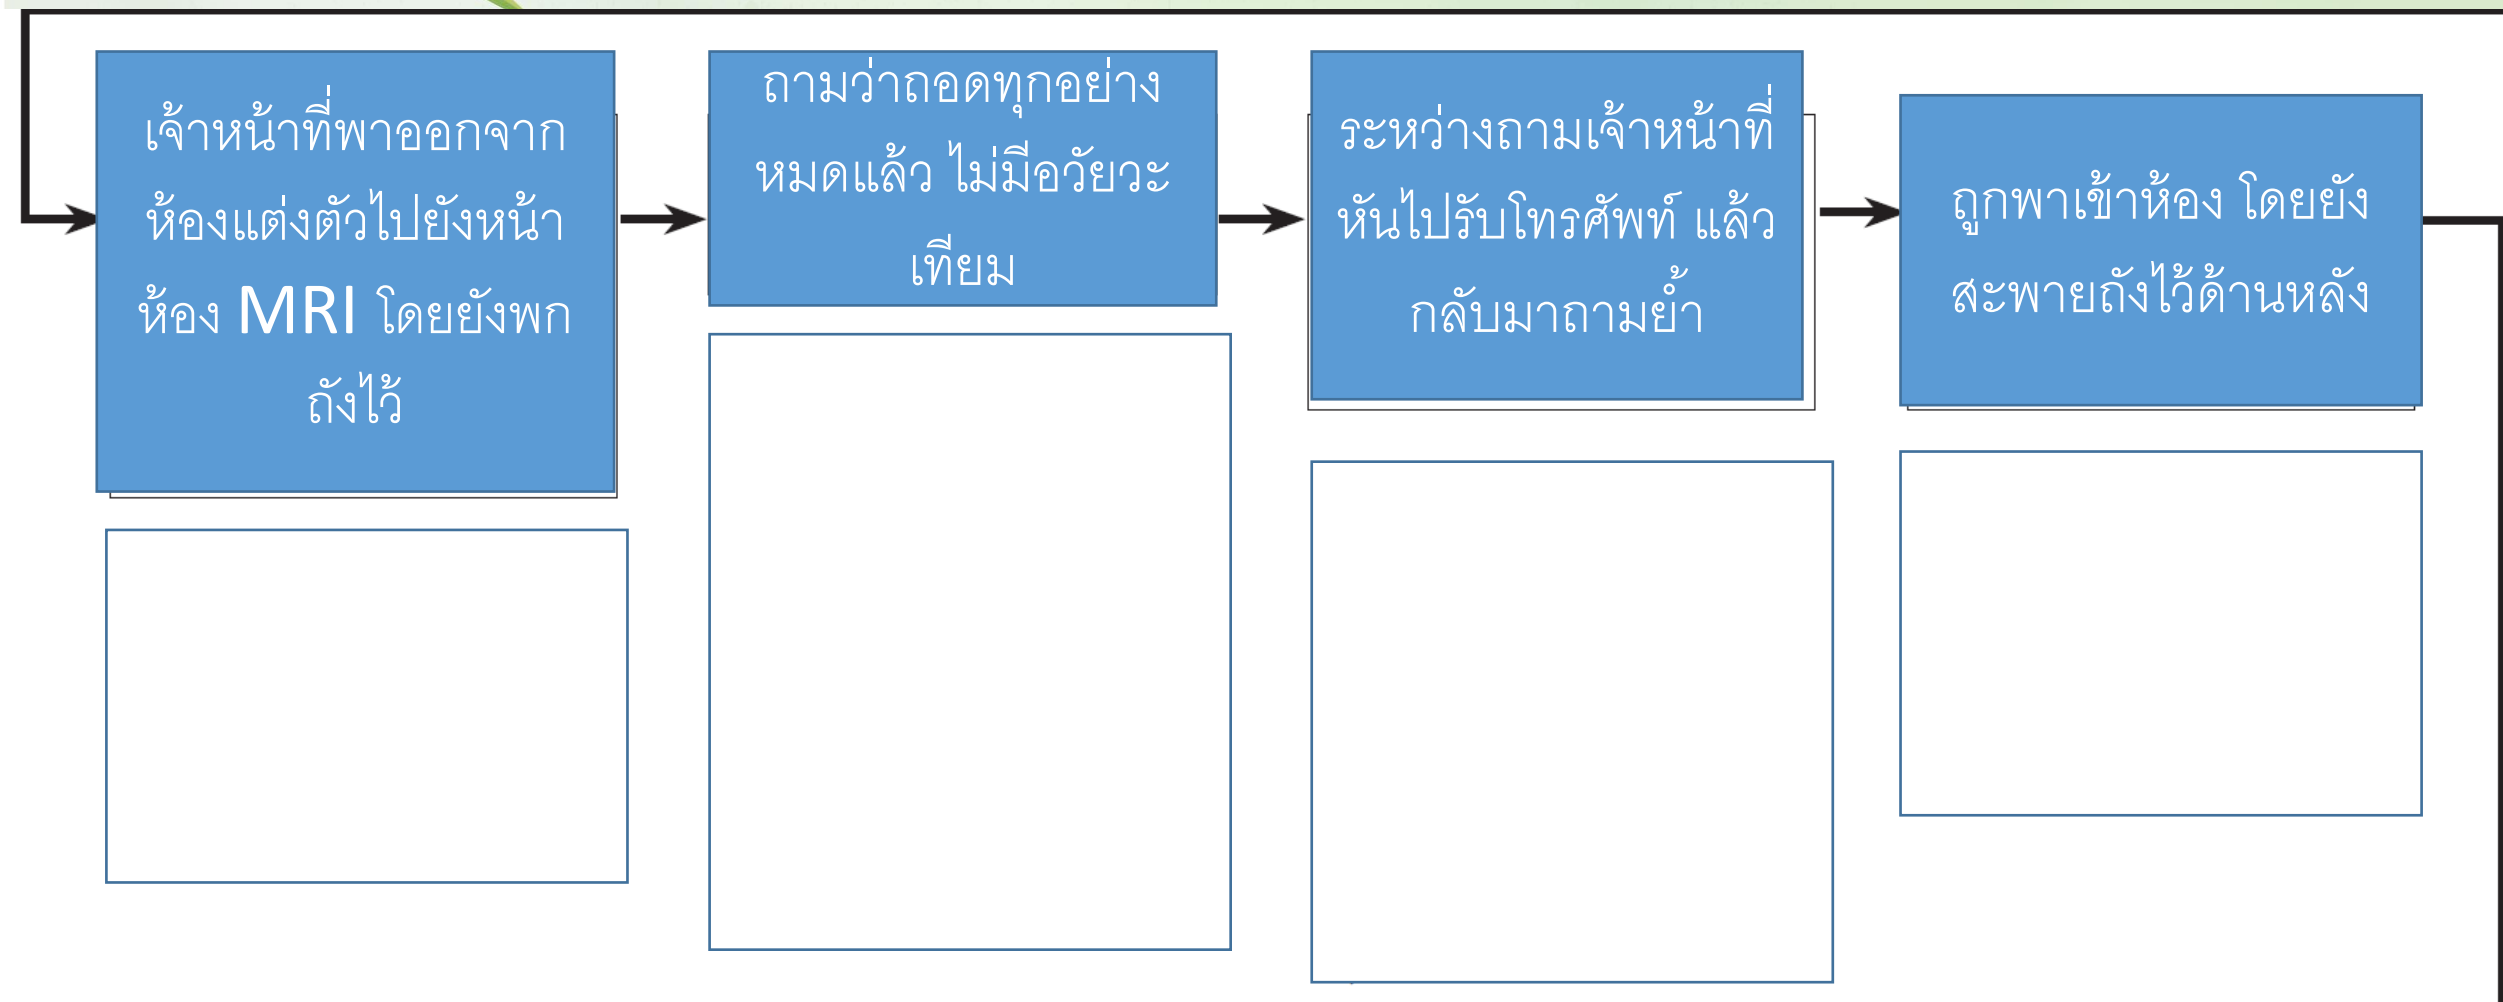 เจ้าหน้าที่พาออกจาก
ห้องแต่งตัวไปยังหน้า
ห้อง MRI โดยยังพก
ถังไว้
ถามว่าถอดทุกอย่าง
หมดแล้ว ไม่มีอวัยวะ
เทียม
ระหว่างถามเจ้าหน้าที่
หันไปรับโทรศัพท์ แล้ว
กลับมาถามย้ำ
ถูกพาเข้าห้อง โดยยัง
สะพายถังไว้ด้านหลัง